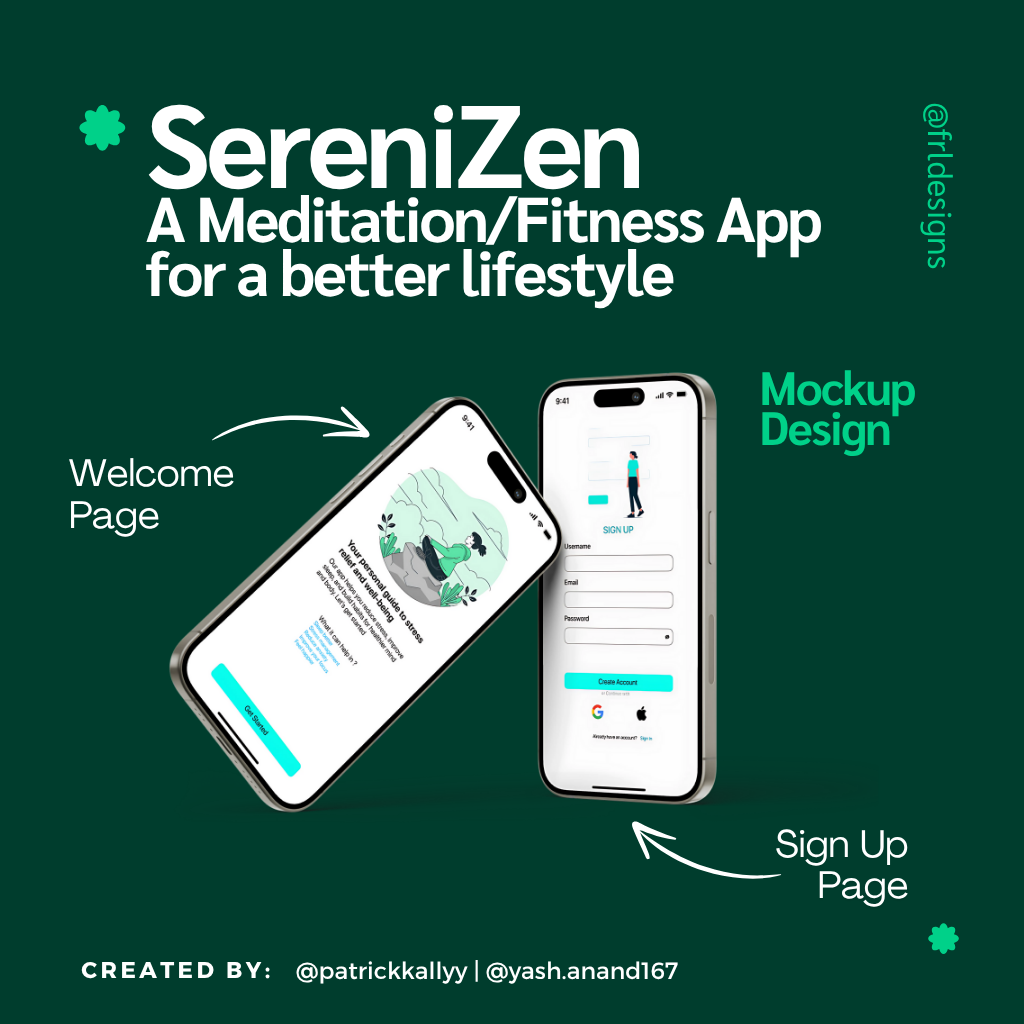 SereniZen
A Meditation/Fitness App
for a better lifestyle
@frldesigns
Mockup
Design
Welcome
Page
9:41
Your personal guide to stress
relief and well-being
Our app helps you reduce stress, improve
sleep, and build habits for healthier mind
and body. Let's get started
What it can help in ?
Get Started
9:41
SIGN UP
Username
Email
Password
Create Account
or Continue with
Already have an account? Sign in
Sign Up
Page
CREATED BY: @patrickkallyy | @yash.anand167